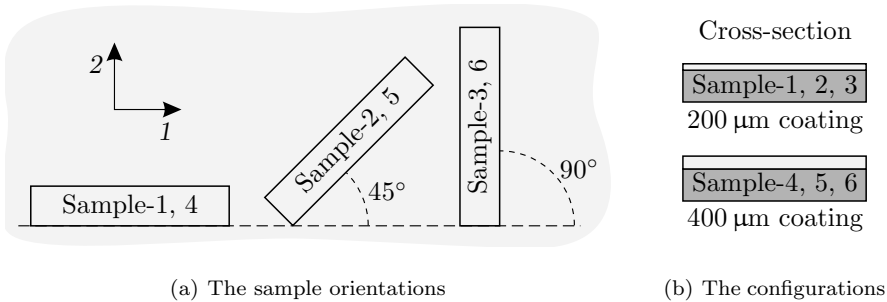 2
1
Sample-1, 4
Sample-2, 5
45°
Sample-3, 6
90°
(a) The sample orientations
Cross-section
Sample-1, 2, 3
200 μm coating
Sample-4, 5, 6
400 μm coating
(b) The configurations